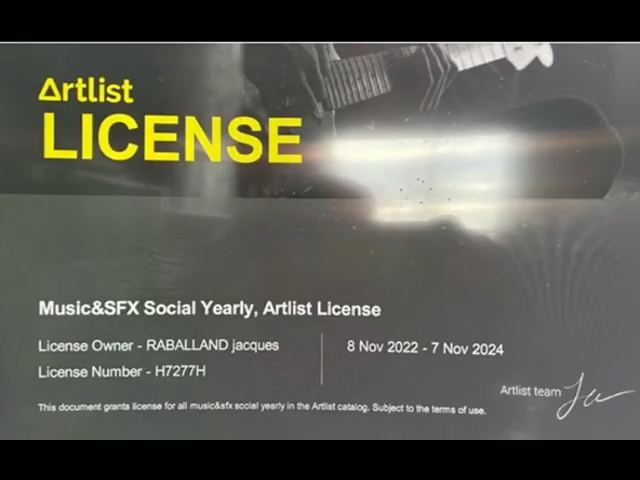 Artlist
LICENSE
Music&SFX Social Yearly, Artlist License
License Owner - RABALLAND jacques
8 Nov 2022 - 7 Nov 2024
License Number - H7277H
Artlist team
This document grants license for all music&sfx social yearly in the Artlist catalog. Subject to the terms of use.